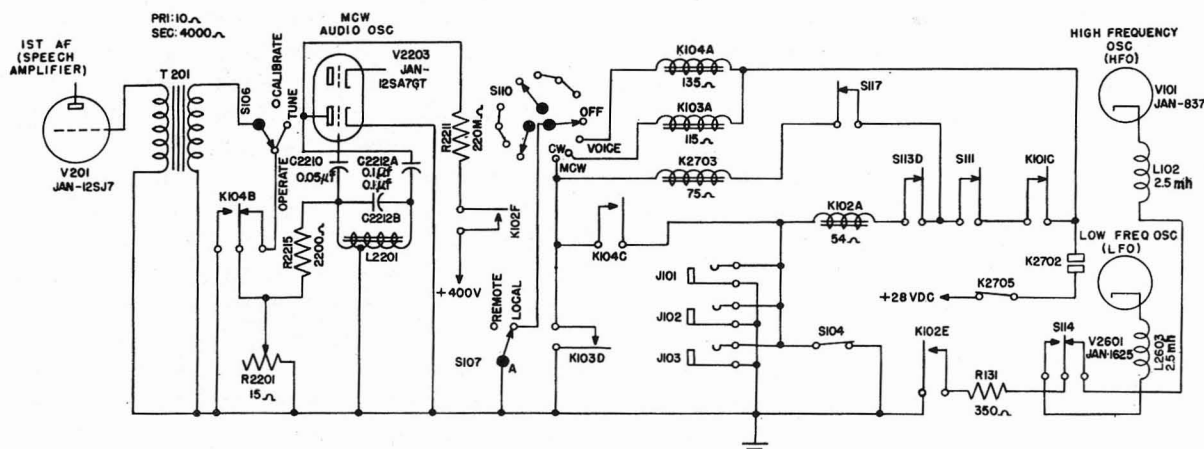 PRI:10Ω
SEC:4000Ω
1ST AF
(SPEECH
AMPLIFIER)
T 201
V201
JAN-12SJ7
S106
CALIBRATE
TUNE
OPERATE
K104B
R2201
15Ω
R2215
2200Ω
MCW
AUDIO OSC
V2203
JAN-
12SA7GT
C2210
0.05µf
C2212A
0.1µf
0.1µf
C2212B
L2201
R2211
220M Ω
K102F
+400V
S110
OFF
VOICE
CW
MCW
REMOTE
LOCAL
S107
A
K103D
K104A
135Ω
K103A
115Ω
K2703
75Ω
K104C
J101
J102
J103
S117
K102A
54Ω
S113D
S111
K101C
S104
+28 VDC
K2705
K2702
K102E
R131
350Ω
S114
HIGH FREQUENCY
OSC
(HFO)
V101
JAN-837
L102
2.5 mh
LOW FREQ OSC
(LFO)
V2601
JAN-1625
L2603
2.5 mh